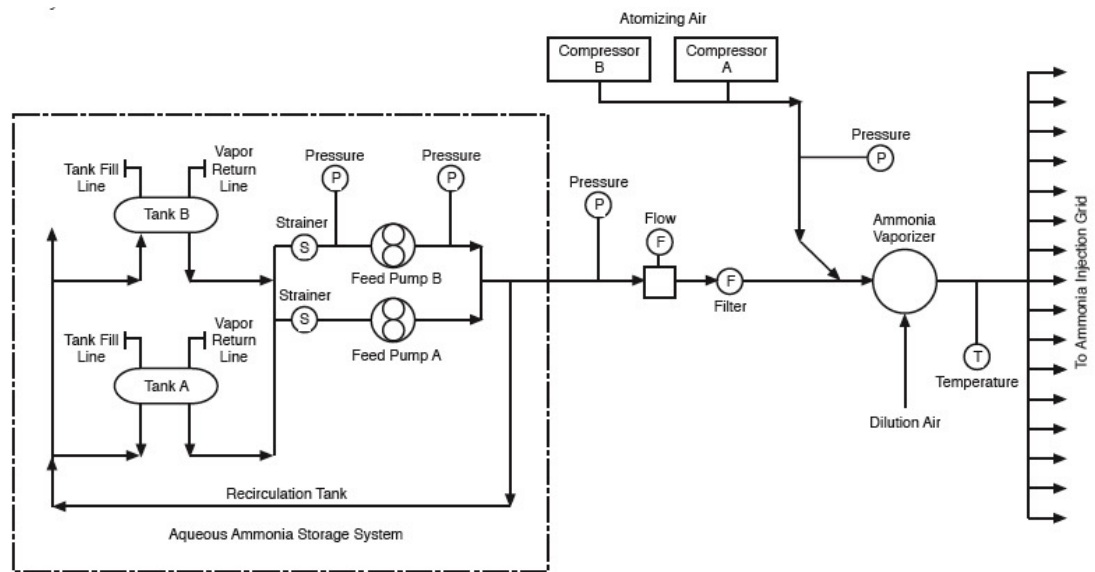 Atomizing Air
Compressor
B
Compressor
A
Pressure
P
Tank Fill
Line
Vapor
Return
Line
Tank B
Pressure
P
Pressure
P
Strainer
S
Feed Pump B
Strainer
S
Feed Pump A
Tank Fill
Line
Vapor
Return
Line
Tank A
Recirculation Tank
Aqueous Ammonia Storage System
Pressure
P
Flow
F
F
Filter
Ammonia
Vaporizer
Dilution Air
T
Temperature
To Ammonia Injection Grid